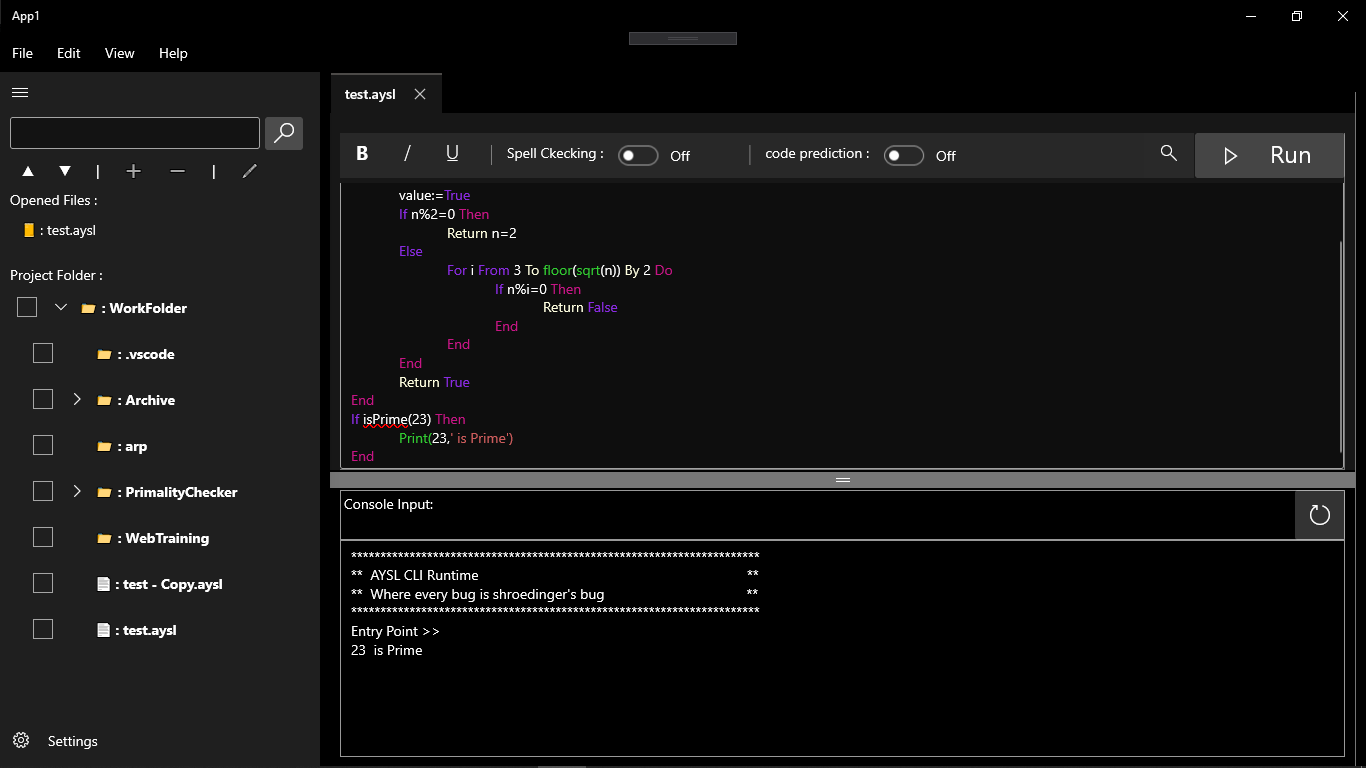 App1
File Edit View Help
test.aysl
B / U | Spell Ckecking : Off | code prediction : Off Run
Opened Files :
: test.aysl
Project Folder :
: WorkFolder
: .vscode
: Archive
: arp
: PrimalityChecker
: WebTraining
: test - Copy.aysl
: test.aysl
Settings
value:=True
If n%2=0 Then
Return n=2
Else
For i From 3 To floor(sqrt(n)) By 2 Do
If n%i=0 Then
Return False
End
End
End
Return True
End
If isPrime(23) Then
Print(23,' is Prime')
End
Console Input:
**********************************************************************
** AYSL CLI Runtime **
** Where every bug is shroedinger's bug **
**********************************************************************
Entry Point >>
23 is Prime